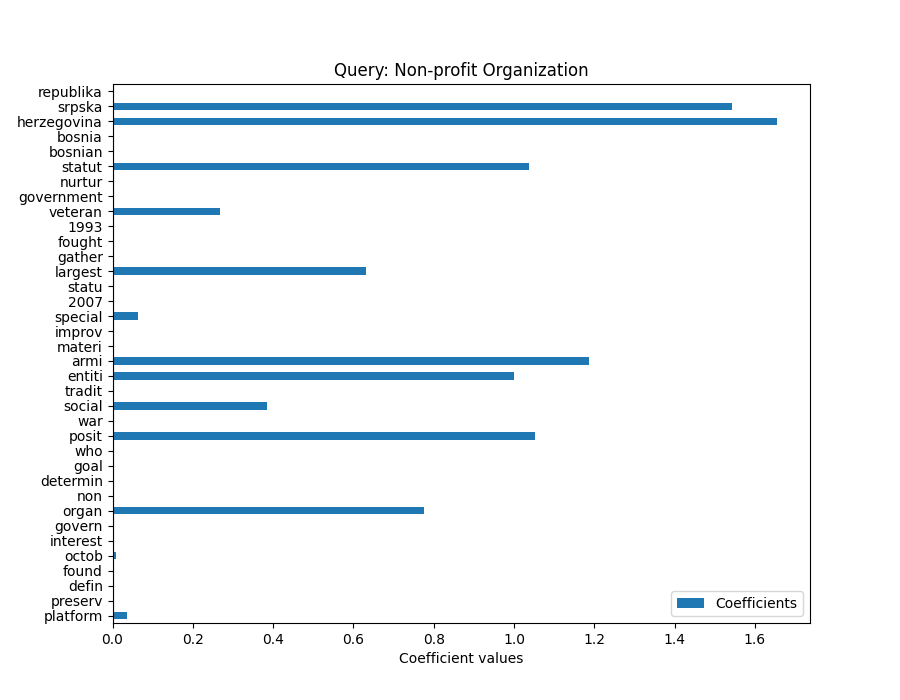 Query: Non-profit Organization
republika
srpska
herzegovina
bosnia
bosnian
statut
nurtur
government
veteran
1993
fought
gather
largest
statu
2007
special
improv
materi
armi
entiti
tradit
social
war
posit
who
goal
determin
non
organ
govern
interest
octob
found
defin
preserv
platform
Coefficients
0.0 0.2 0.4 0.6 0.8 1.0 1.2 1.4 1.6
Coefficient values